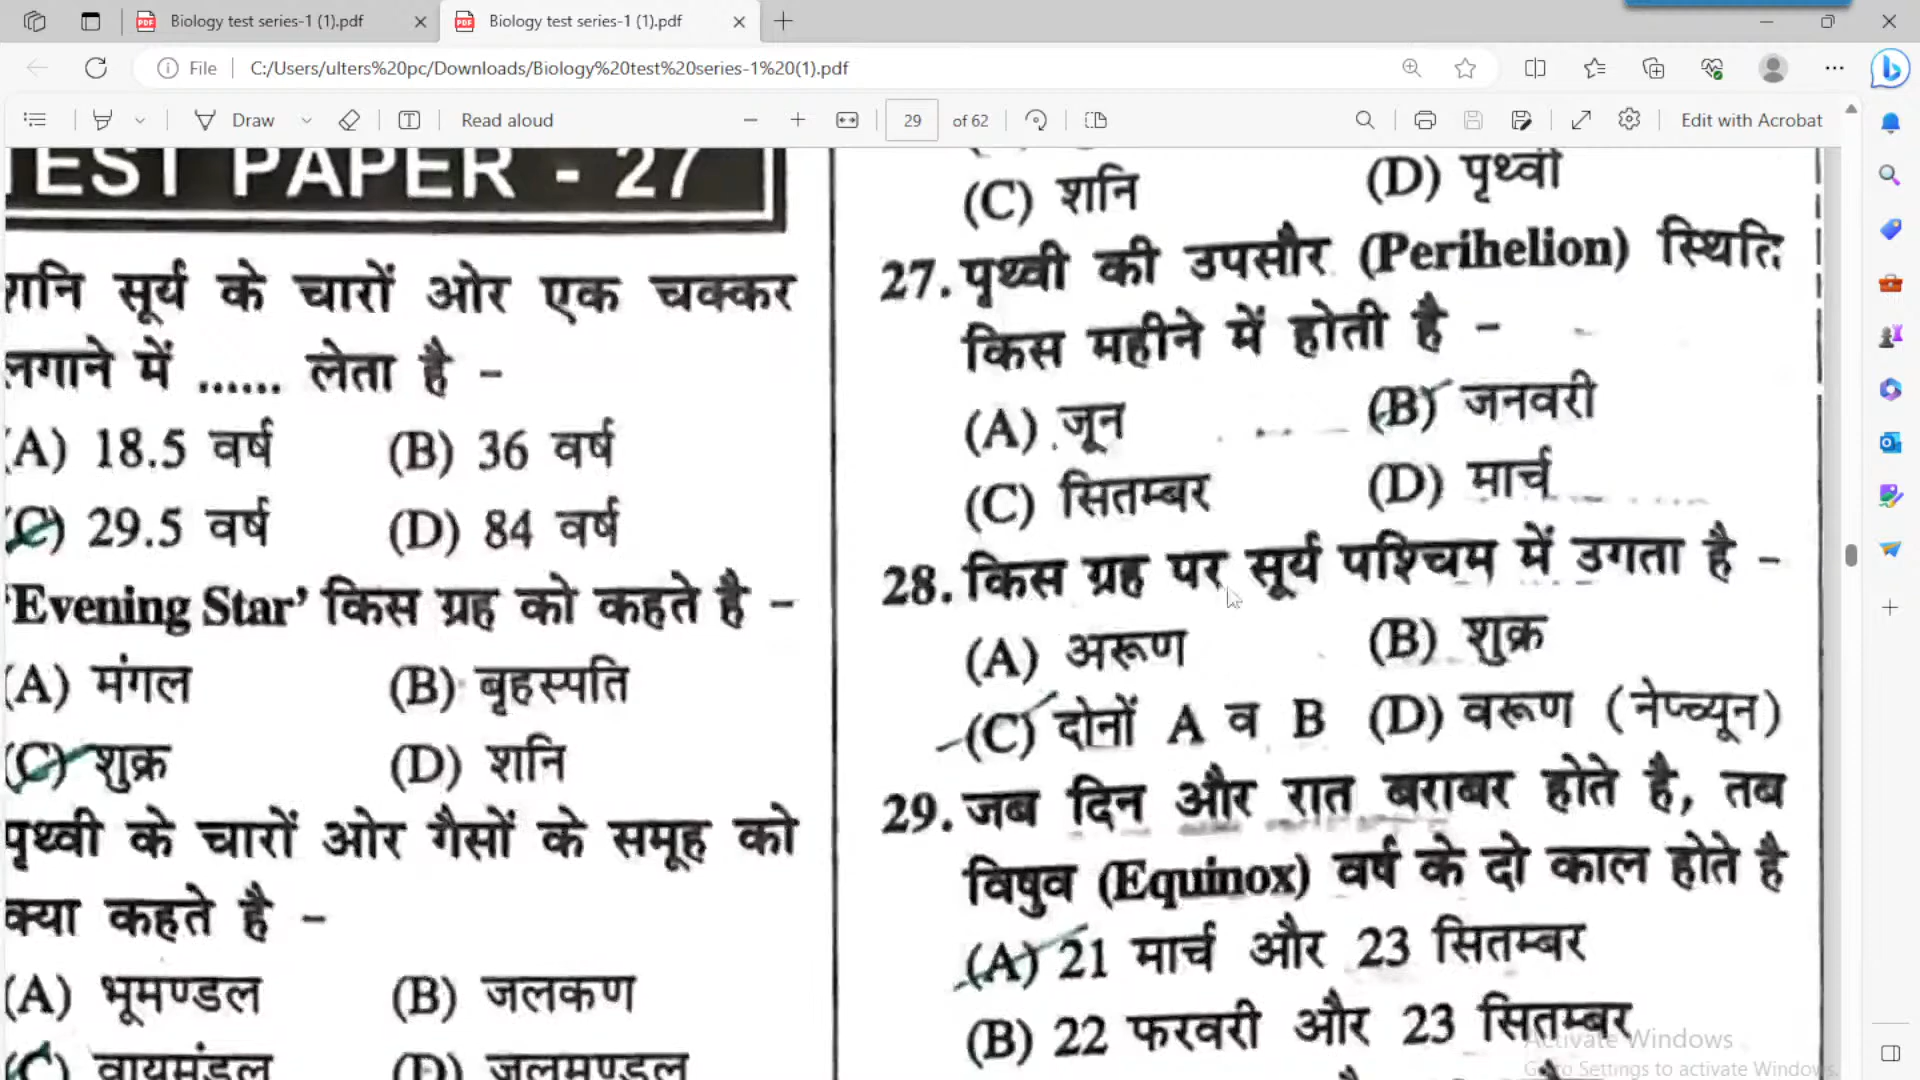 Biology test series-1 (1).pdf
Biology test series-1 (1).pdf
File
C:/Users/ulters%20pc/Downloads/Biology%20test%20series-1%20(1).pdf
Draw
Read aloud
29
of 62
Edit with Acrobat
EST PAPER - 27
शनि सूर्य के चारों ओर एक चक्कर
लगाने में ...... लेता है -
(A) 18.5 वर्ष (B) 36 वर्ष
(C) 29.5 वर्ष (D) 84 वर्ष
'Evening Star' किस ग्रह को कहते है -
(A) मंगल (B) बृहस्पति
(C) शुक्र (D) शनि
पृथ्वी के चारों ओर गैसों के समूह को
क्या कहते है -
(A) भूमण्डल (B) जलकण
(C) वायुमंडल (D) जलमण्डल
(C) शनि (D) पृथ्वी
27. पृथ्वी की उपसौर (Perihelion) स्थिति
किस महीने में होती है -
(A) जून (B) जनवरी
(C) सितम्बर (D) मार्च
28. किस ग्रह पर सूर्य पश्चिम में उगता है -
(A) अरूण (B) शुक्र
(C) दोनों A व B (D) वरूण (नेप्च्यून)
29. जब दिन और रात बराबर होते है, तब
विषुव (Equinox) वर्ष के दो काल होते है
(A) 21 मार्च और 23 सितम्बर
(B) 22 फरवरी और 23 सितम्बर
Activate Windows
Go to Settings to activate Windows.